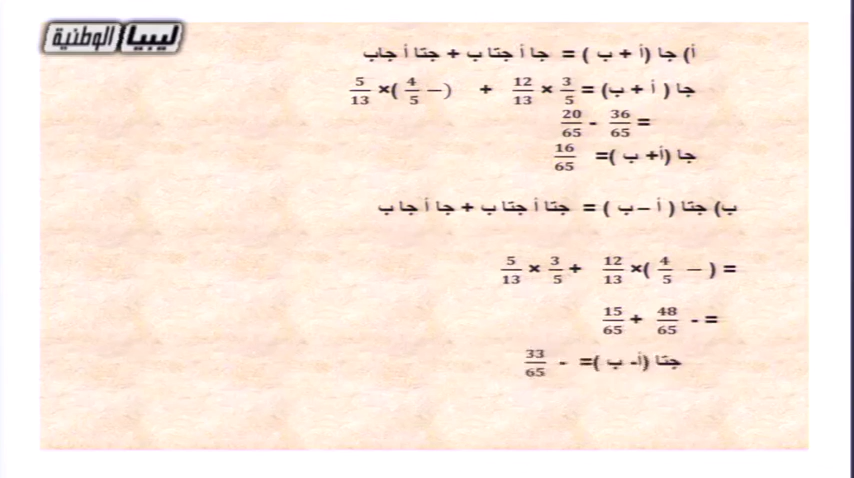 ليبيا الوطنية
أ) جا (أ + ب ) = جا أ جتا ب + جتا أ جاب
جا ( أ + ب) = 3/5 × 12/13 + (− 4/5)× 5/13
= 36/65 - 20/65
جا (أ+ ب )= 16/65
ب) جتا ( أ – ب ) = جتا أ جتا ب + جا أ جا ب
= ( − 4/5 )× 12/13 + 3/5 × 5/13
= - 48/65 + 15/65
جتا (أ- ب )= - 33/65